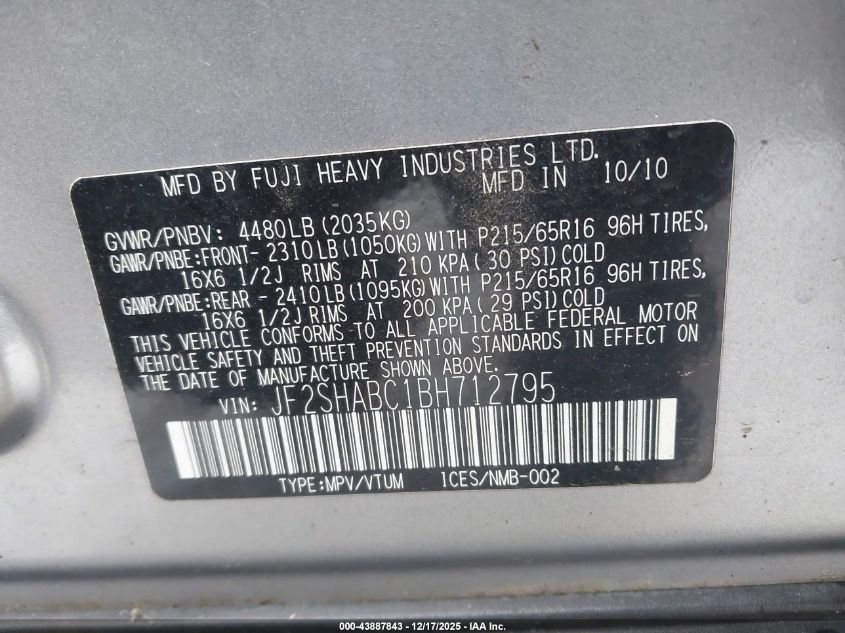 MFD BY FUJI HEAVY INDUSTRIES LTD.
MFD IN 10/10
GVWR/PNBV: 4480LB(2035KG)
GAWR/PNBE:FRONT- 2310LB(1050KG)WITH P215/65R16 96H TIRES,
16X6 1/2J RIMS AT 210 KPA( 30 PSI)COLD
GAWR/PNBE:REAR - 2410LB(1095KG)WITH P215/65R16 96H TIRES,
16X6 1/2J RIMS AT 200 KPA( 29 PSI)COLD
THIS VEHICLE CONFORMS TO ALL APPLICABLE FEDERAL MOTOR
VEHICLE SAFETY AND THEFT PREVENTION STANDARDS IN EFFECT ON
THE DATE OF MANUFACTURE SHOWN ABOVE.
VIN: JF2SHABC1BH712795
TYPE:MPV/VTUM ICES/NMB-002
000-43887843 - 12/17/2025 - IAA Inc.